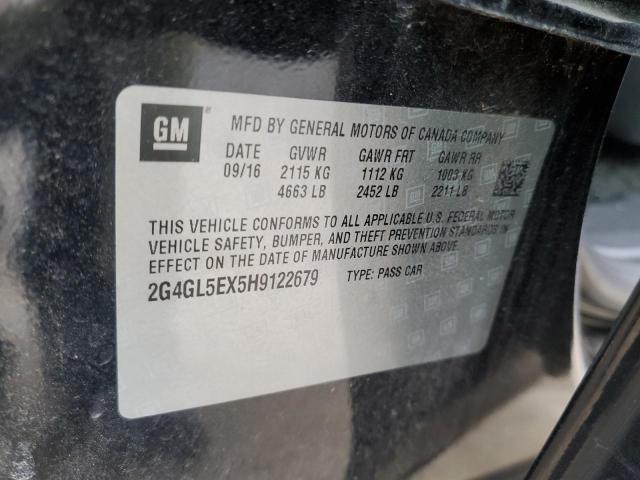 GM
MFD BY GENERAL MOTORS OF CANADA COMPANY
DATE GVWR GAWR FRT GAWR RR
09/16 2115 KG 1112 KG 1003 KG
4663 LB 2452 LB 2211 LB
THIS VEHICLE CONFORMS TO ALL APPLICABLE U.S. FEDERAL MOTOR
VEHICLE SAFETY, BUMPER, AND THEFT PREVENTION STANDARDS IN
EFFECT ON THE DATE OF MANUFACTURE SHOWN ABOVE.
2G4GL5EX5H9122679 TYPE: PASS CAR